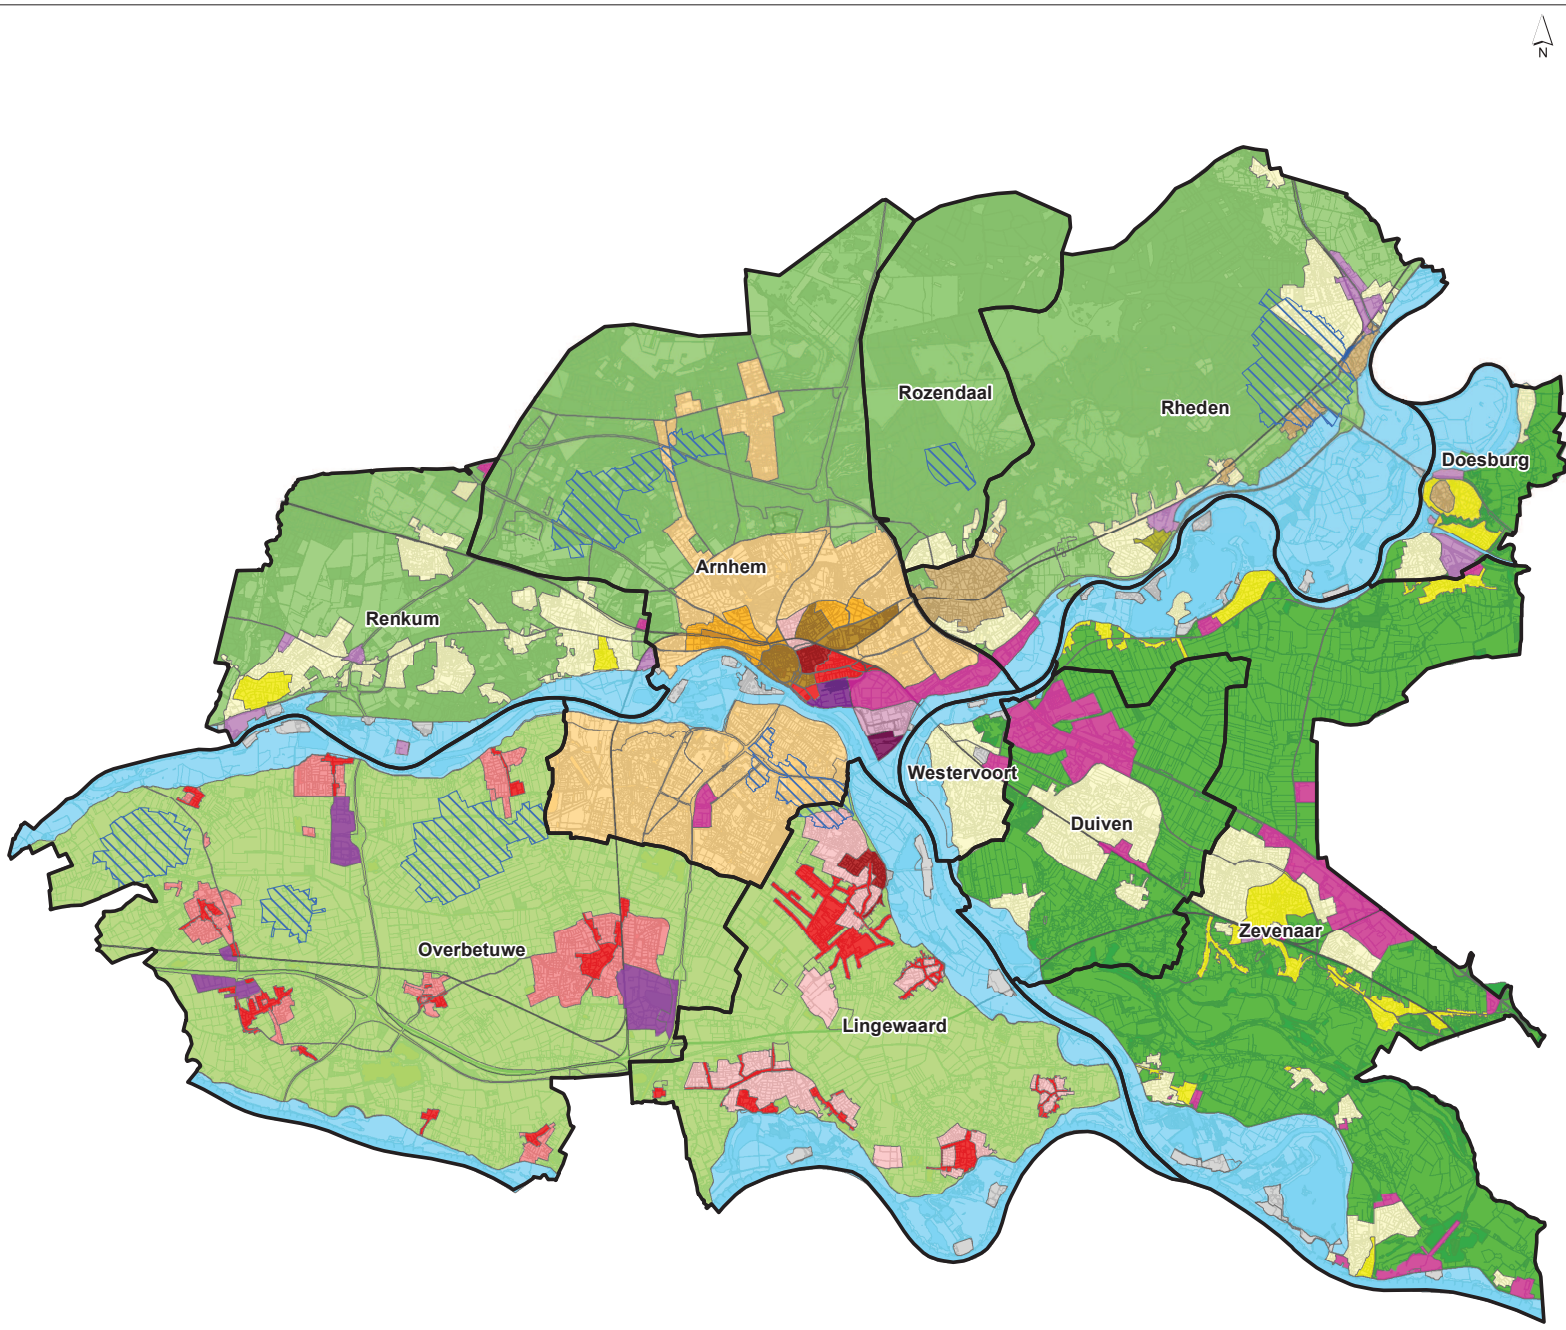 N
Rozendaal
Rheden
Doesburg
Arnhem
Renkum
Westervoort
Duiven
Zevenaar
Overbetuwe
Lingewaard